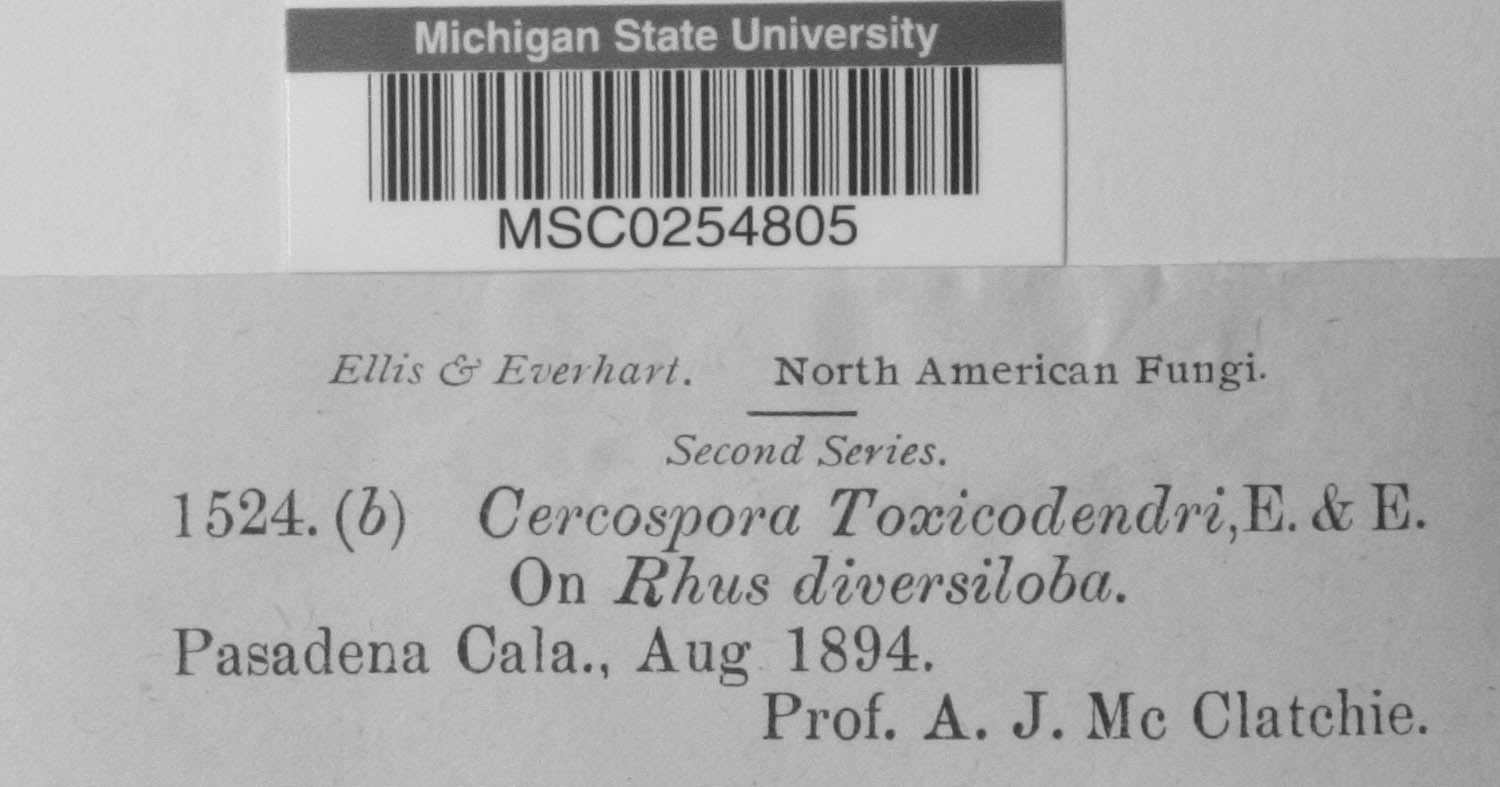 Michigan State University
MSC0254805
Ellis & Everhart. North American Fungi.
Second Series.
1524. (b) Cercospora Toxicodendri, E. & E.
On Rhus diversiloba.
Pasadena Cala., Aug 1894.
Prof. A. J. Mc Clatchie.